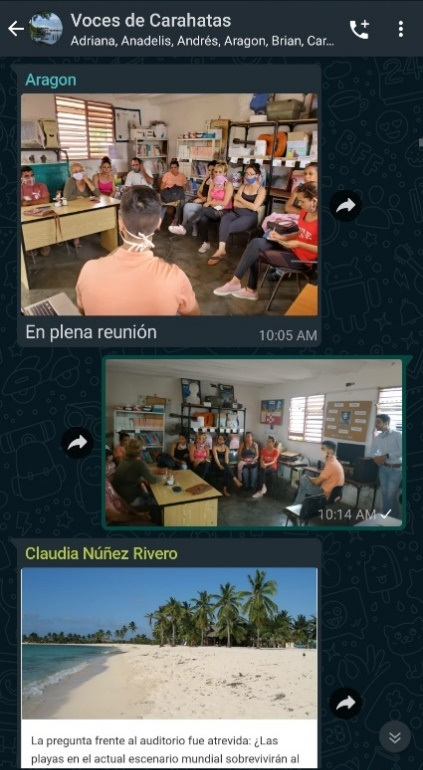 Voces de Carahatas
Adriana, Anadelis, Andrés, Aragon, Brian, Car...
Aragon
En plena reunión
10:05 AM
10:14 AM
Claudia Núñez Rivero
La pregunta frente al auditorio fue atrevida: ¿Las
playas en el actual escenario mundial sobrevivirán al